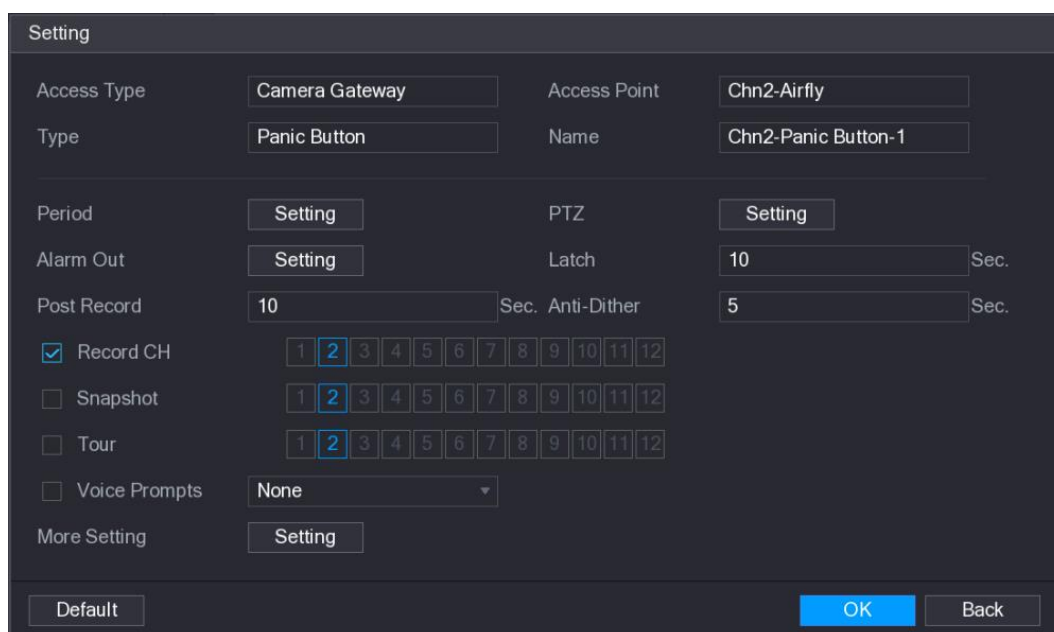 Setting
Access Type Camera Gateway Access Point Chn2-Airfly
Type Panic Button Name Chn2-Panic Button-1
Period Setting PTZ Setting
Alarm Out Setting Latch 10 Sec.
Post Record 10 Sec. Anti-Dither 5 Sec.
Record CH 1 2 3 4 5 6 7 8 9 10 11 12
Snapshot 1 2 3 4 5 6 7 8 9 10 11 12
Tour 1 2 3 4 5 6 7 8 9 10 11 12
Voice Prompts None
More Setting Setting
Default OK Back